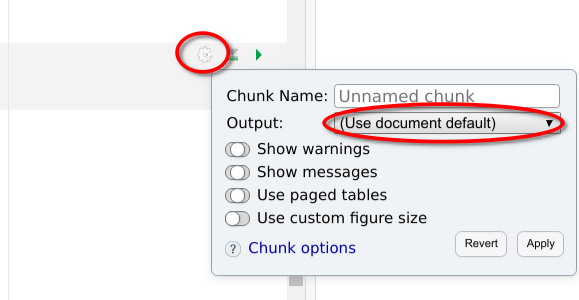 Chunk Name: Unnamed chunk
Output: (Use document default)
Show warnings
Show messages
Use paged tables
Use custom figure size
? Chunk options Revert Apply